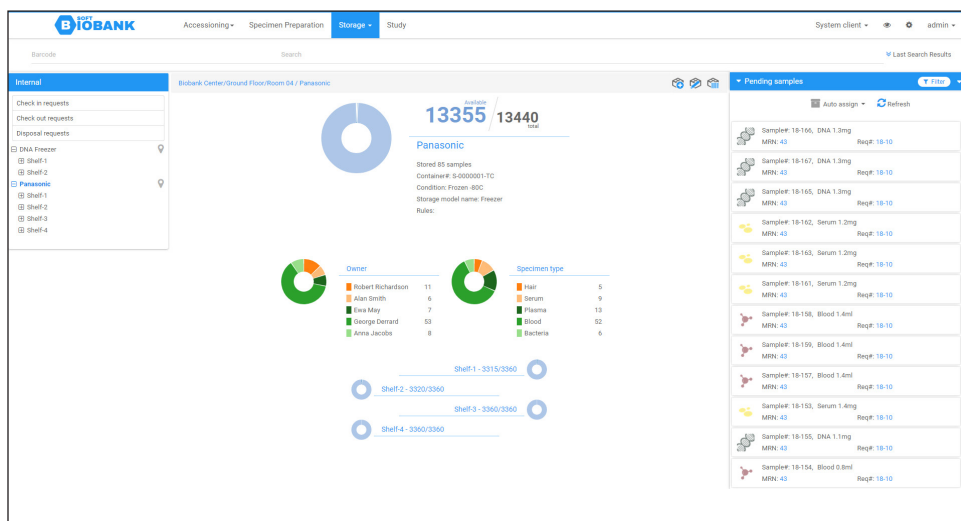 SOFT
BIOBANK
Accessioning
Specimen Preparation
Storage
Study
System client
admin
Barcode
Search
Last Search Results
Internal
Check in requests
Check out requests
Disposal requests
DNA Freezer
Shelf-1
Shelf-2
Panasonic
Shelf-1
Shelf-2
Shelf-3
Shelf-4
Biobank Center/Ground Floor/Room 04 / Panasonic
Available
13355
13440
total
Panasonic
Stored 85 samples
Container#: S-0000001-TC
Condition: Frozen -80C
Storage model name: Freezer
Rules:
Owner
Robert Richardson 11
Alan Smith 6
Ewa May 7
George Derrard 53
Anna Jacobs 8
Specimen type
Hair 5
Serum 9
Plasma 13
Blood 52
Bacteria 6
Shelf-1 - 3315/3360
Shelf-2 - 3320/3360
Shelf-3 - 3360/3360
Shelf-4 - 3360/3360
Pending samples
Filter
Auto assign
Refresh
Sample#: 18-166, DNA 1.3mg
MRN: 43 Req#: 18-10
Sample#: 18-167, DNA 1.3mg
MRN: 43 Req#: 18-10
Sample#: 18-165, DNA 1.3mg
MRN: 43 Req#: 18-10
Sample#: 18-162, Serum 1.2mg
MRN: 43 Req#: 18-10
Sample#: 18-163, Serum 1.2mg
MRN: 43 Req#: 18-10
Sample#: 18-161, Serum 1.2mg
MRN: 43 Req#: 18-10
Sample#: 18-158, Blood 1.4ml
MRN: 43 Req#: 18-10
Sample#: 18-159, Blood 1.4ml
MRN: 43 Req#: 18-10
Sample#: 18-157, Blood 1.4ml
MRN: 43 Req#: 18-10
Sample#: 18-153, Serum 1.4mg
MRN: 43 Req#: 18-10
Sample#: 18-155, DNA 1.1mg
MRN: 43 Req#: 18-10
Sample#: 18-154, Blood 0.8ml
MRN: 43 Req#: 18-10